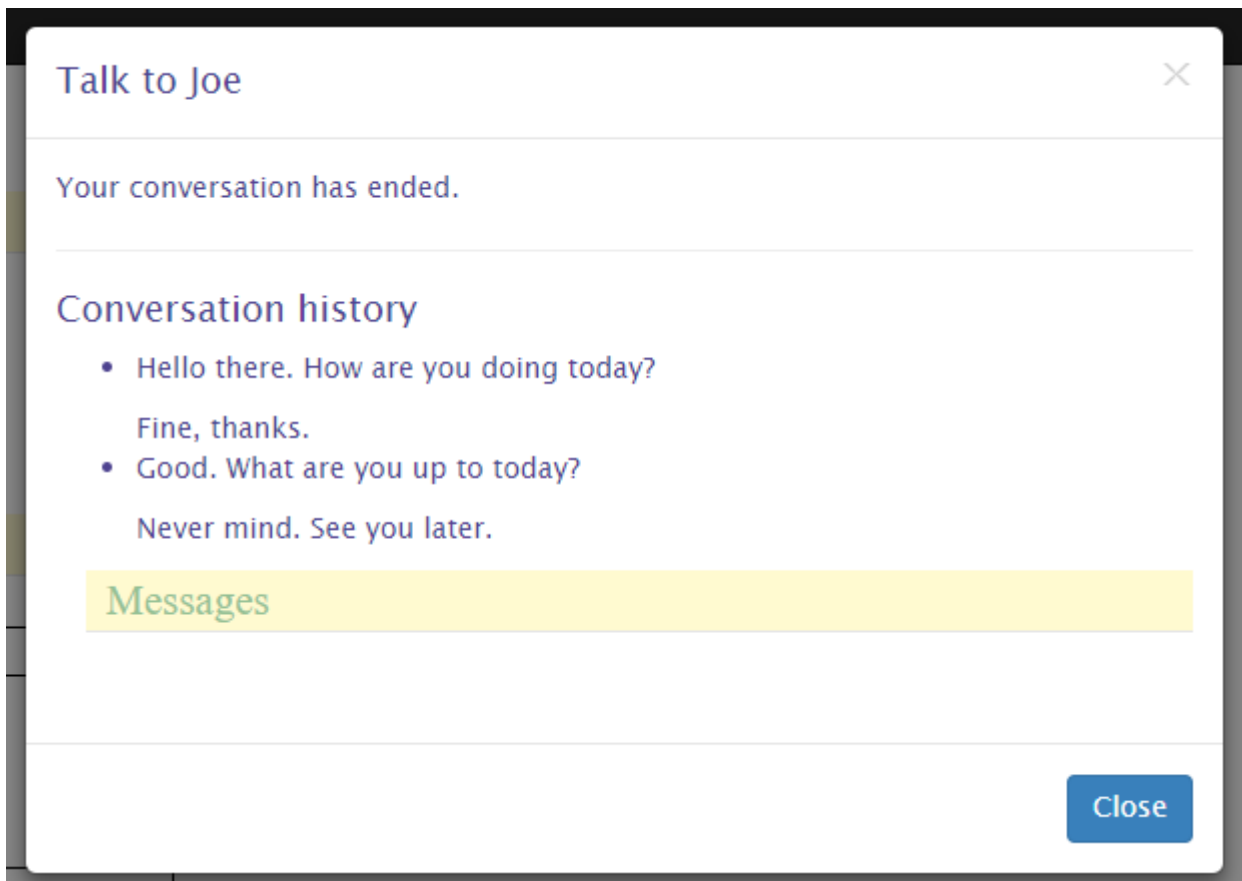 Talk to Joe
Your conversation has ended.
Conversation history
Hello there. How are you doing today?
Fine, thanks.
Good. What are you up to today?
Never mind. See you later.
Messages
Close